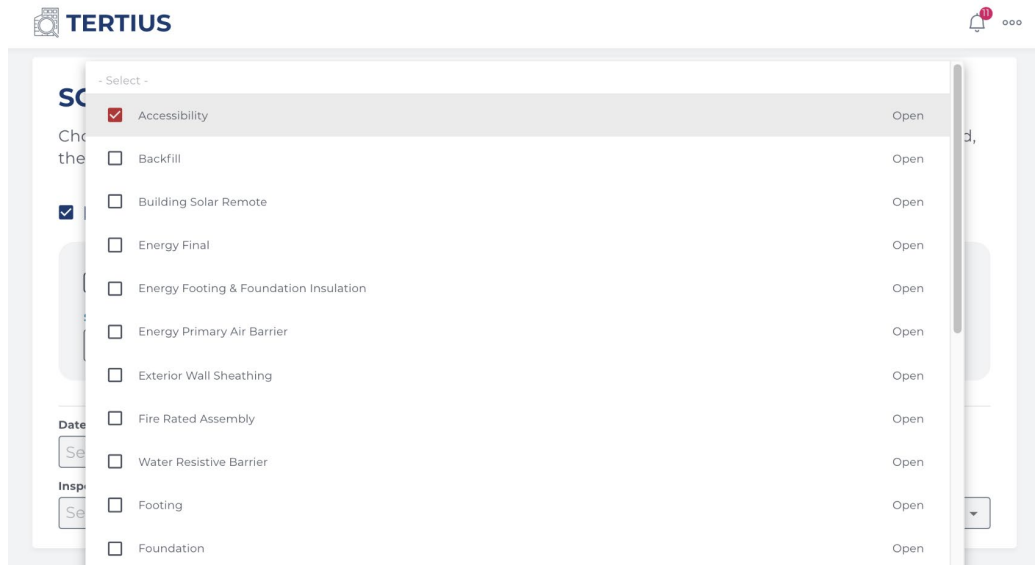 TERTIUS
11
- Select -
Accessibility Open
Backfill Open
Building Solar Remote Open
Energy Final Open
Energy Footing & Foundation Insulation Open
Energy Primary Air Barrier Open
Exterior Wall Sheathing Open
Fire Rated Assembly Open
Date
Water Resistive Barrier Open
Footing Open
Foundation Open